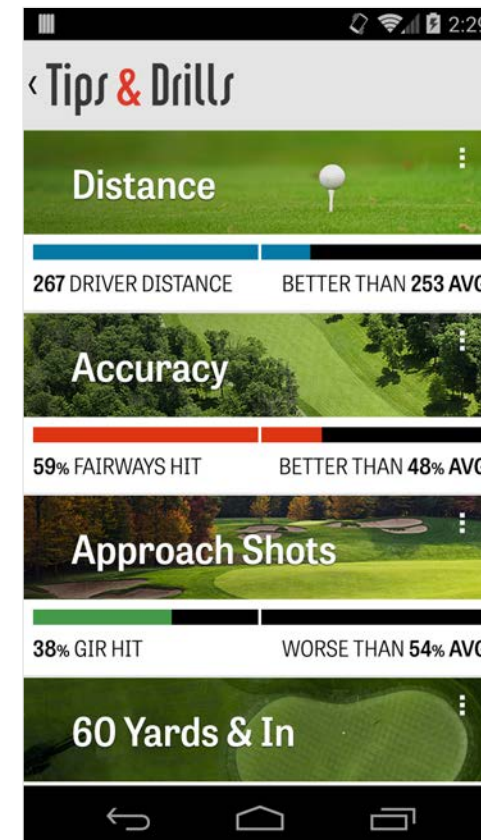 2:29
‹ Tips & Drills
Distance
267 DRIVER DISTANCE BETTER THAN 253 AVG
Accuracy
59% FAIRWAYS HIT BETTER THAN 48% AVG
Approach Shots
38% GIR HIT WORSE THAN 54% AVG
60 Yards & In